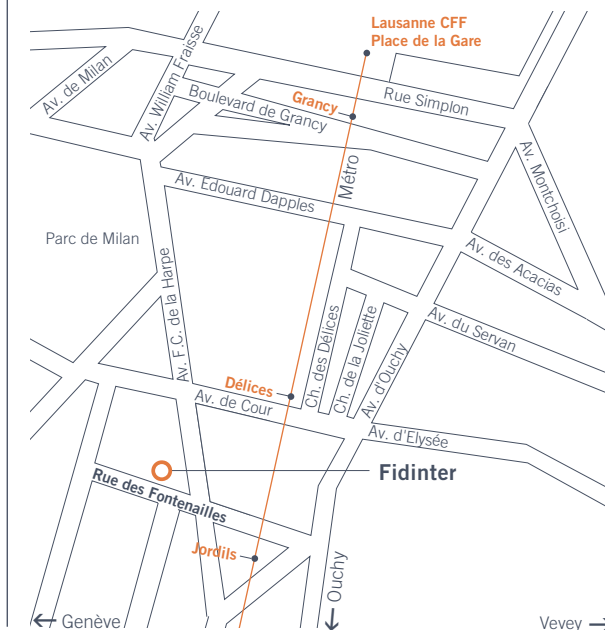 Lausanne CFF
Place de la Gare
Av. de Milan
Av. William Fraisse
Boulevard de Grancy
Grancy
Rue Simplon
Métro
Av. Montchoisi
Av. Edouard Dapples
Parc de Milan
Av. F.C. de la Harpe
Av. des Acacias
Av. du Servan
Ch. des Délices
Ch. de la Joliette
Av. d'Ouchy
Délices
Av. de Cour
Av. d'Elysée
Fidinter
Rue des Fontenailles
Jordils
Ouchy
← Genève
Vevey →